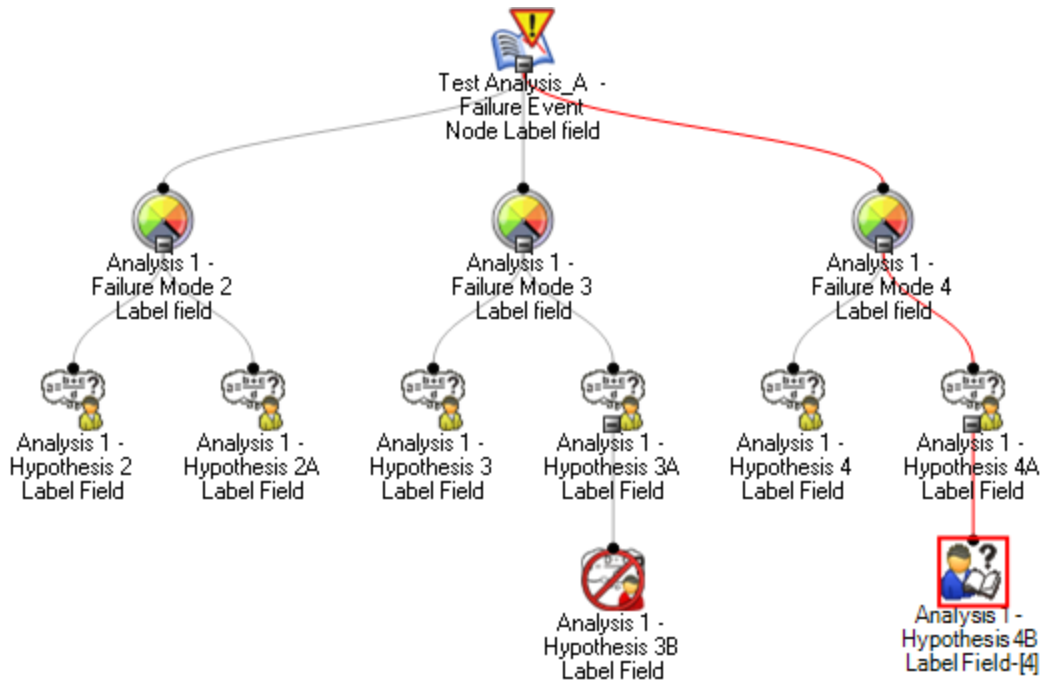 Test Analysis_A -
Failure Event
Node Label field
Analysis 1 -
Failure Mode 2
Label field
Analysis 1 -
Failure Mode 3
Label field
Analysis 1 -
Failure Mode 4
Label field
Analysis 1 -
Hypothesis 2
Label Field
Analysis 1 -
Hypothesis 2A
Label Field
Analysis 1 -
Hypothesis 3
Label Field
Analysis 1 -
Hypothesis 3A
Label Field
Analysis 1 -
Hypothesis 4
Label Field
Analysis 1 -
Hypothesis 4A
Label Field
Analysis 1 -
Hypothesis 3B
Label Field
Analysis 1 -
Hypothesis 4B
Label Field-[4]